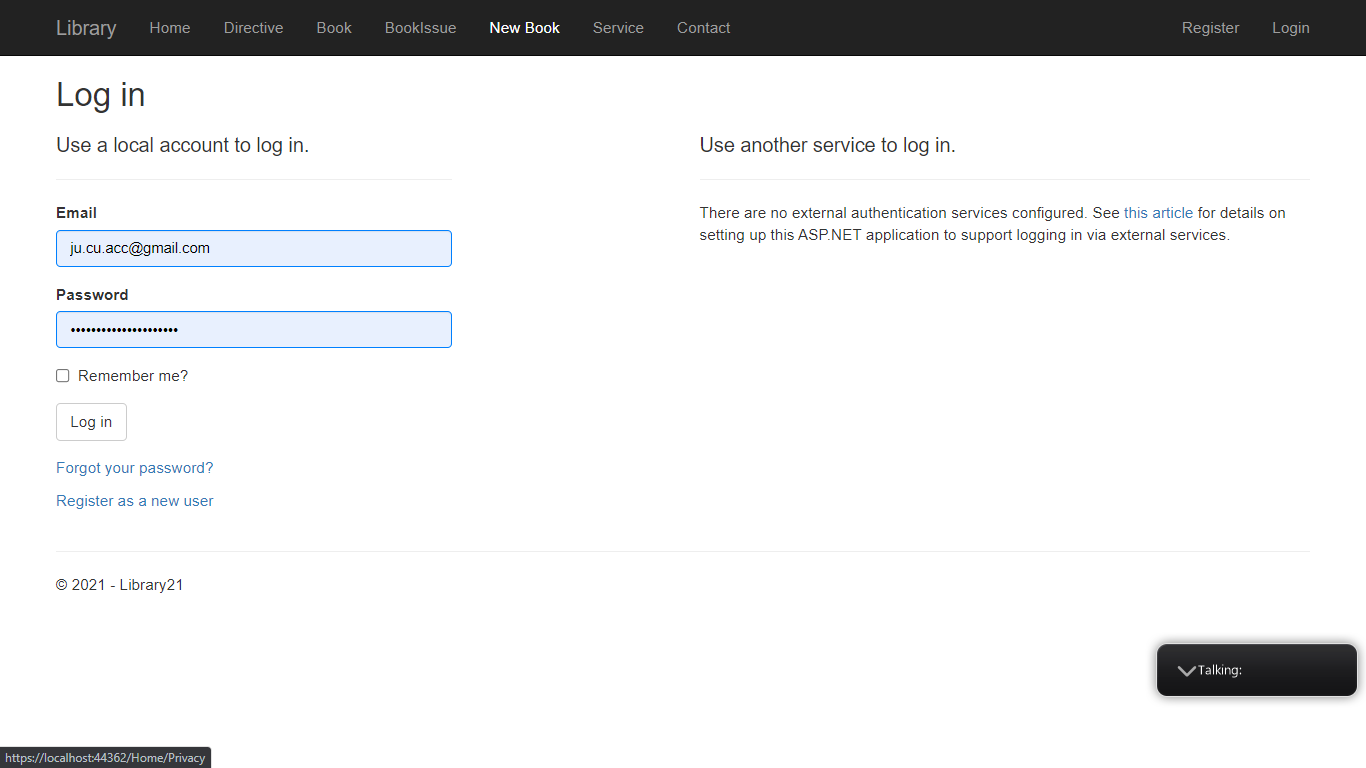 Library Home Directive Book BookIssue New Book Service Contact Register Login
Log in
Use a local account to log in.
Use another service to log in.
Email
ju.cu.acc@gmail.com
Password
•••••••••••••••••••••
Remember me?
Log in
Forgot your password?
Register as a new user
There are no external authentication services configured. See this article for details on
setting up this ASP.NET application to support logging in via external services.
© 2021 - Library21
Talking:
https://localhost:44362/Home/Privacy